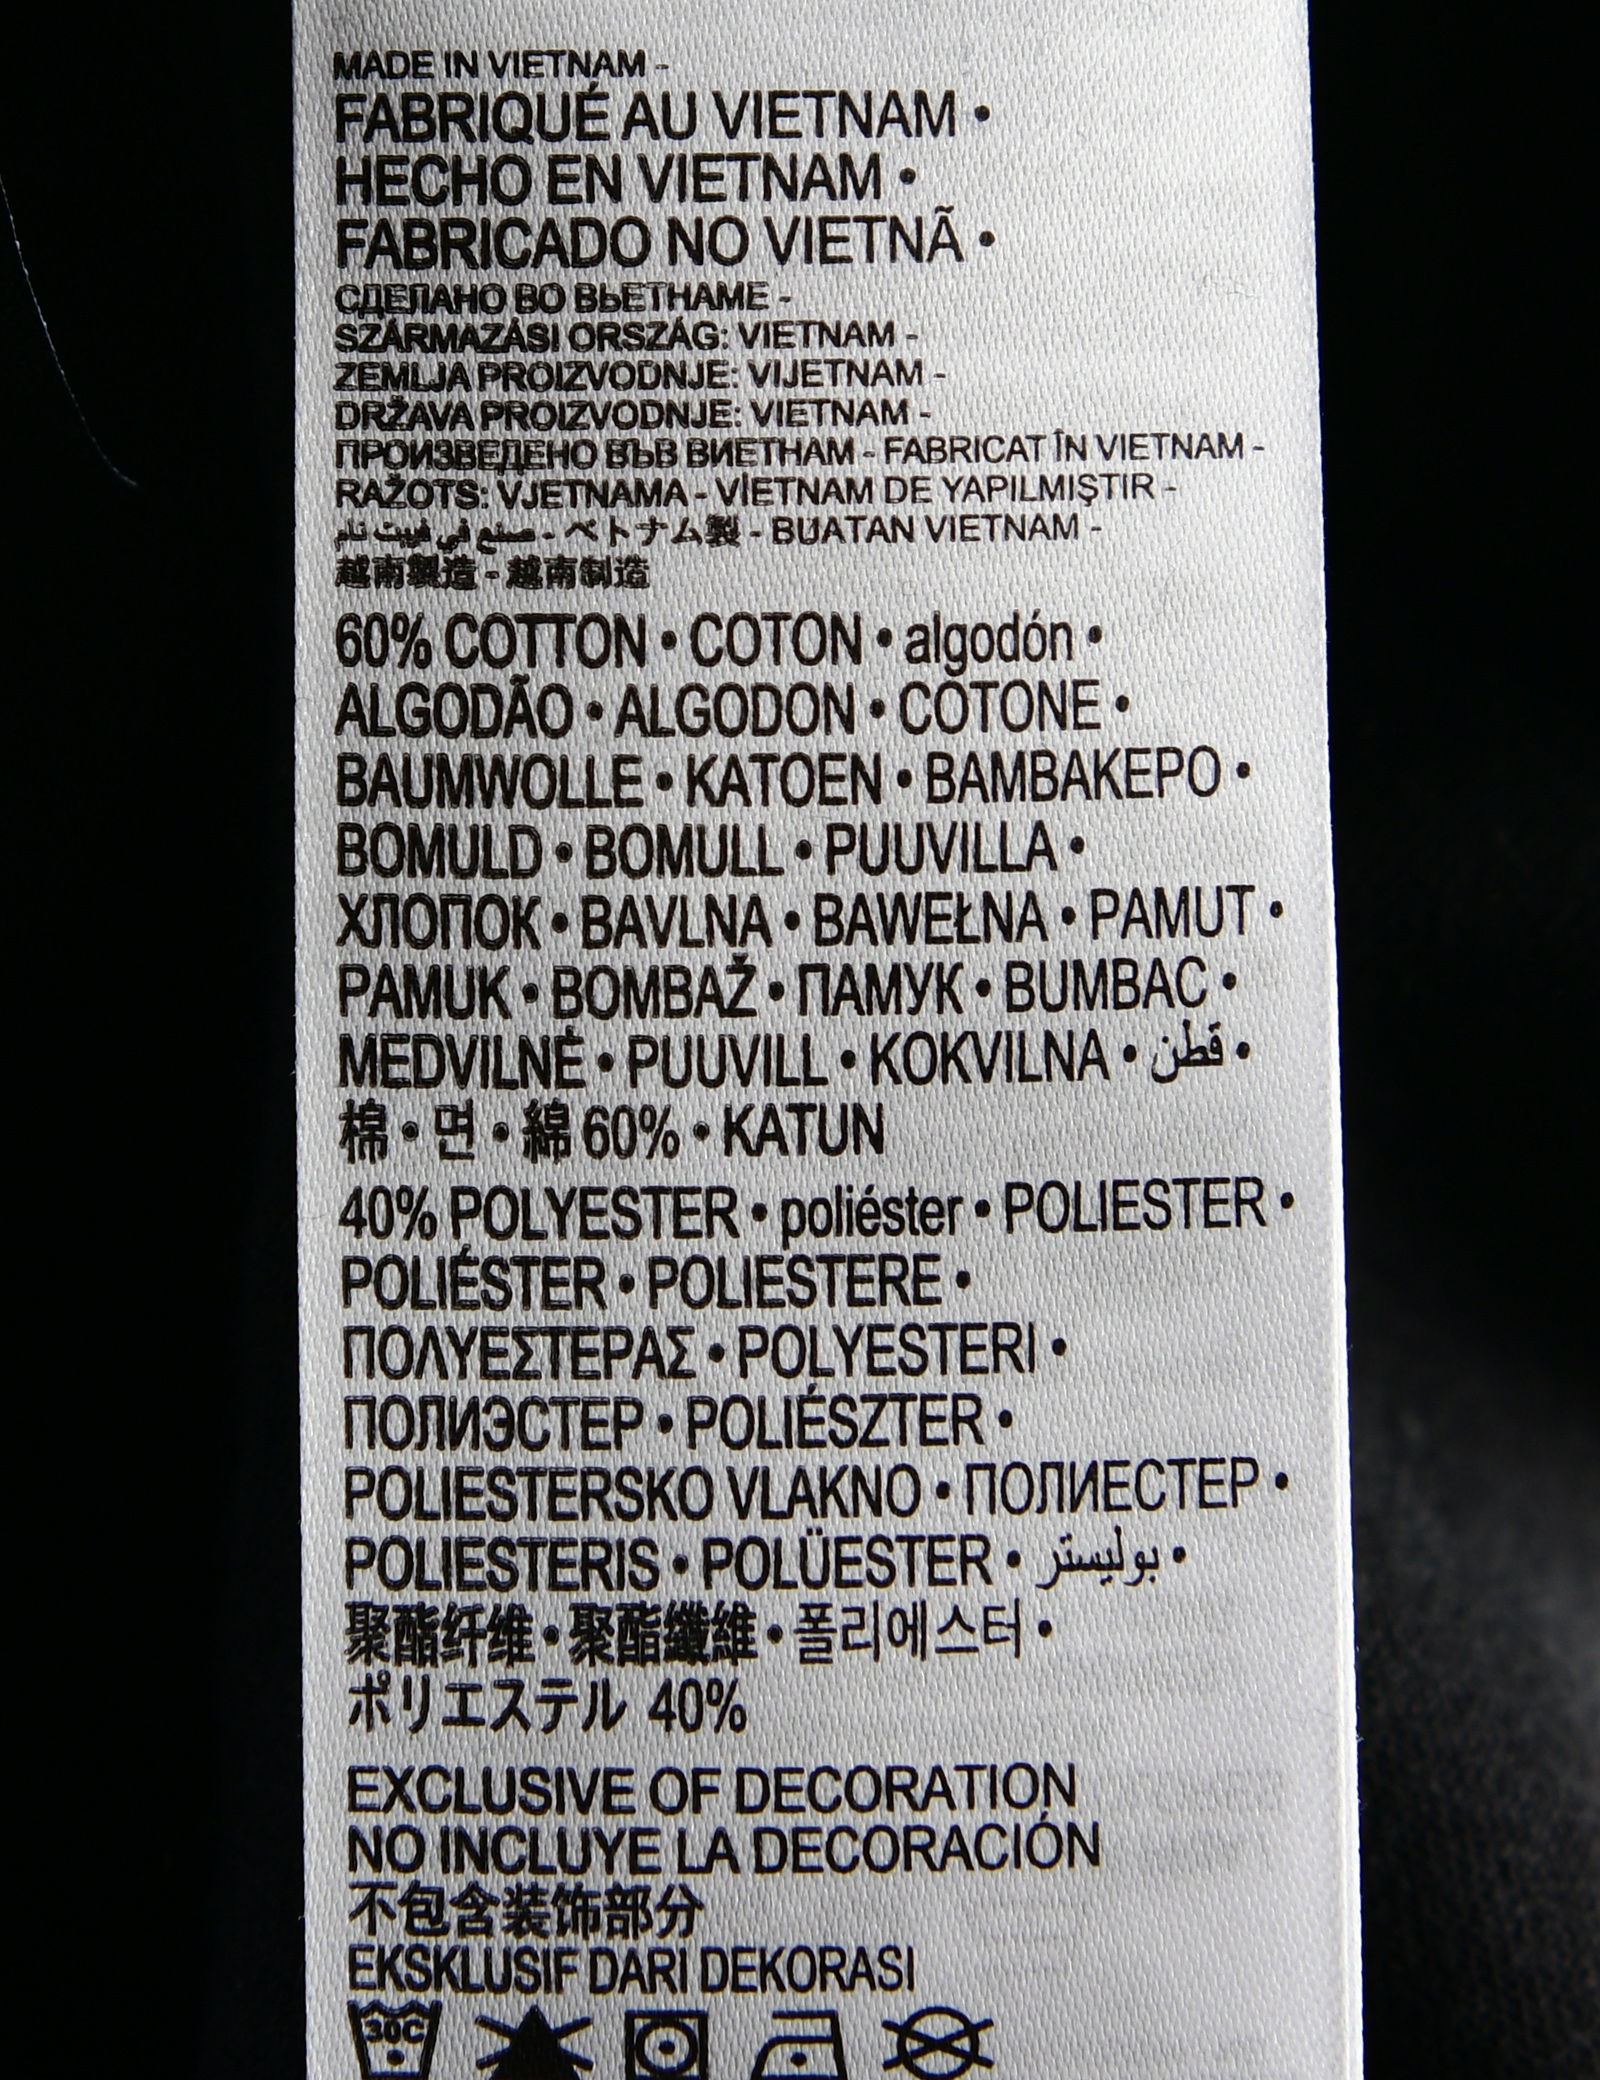 MADE IN VIETNAM -
FABRIQUÉ AU VIETNAM •
HECHO EN VIETNAM •
FABRICADO NO VIETNÃ •
СДЕЛАНО ВО ВЬЕТНАМЕ -
SZÁRMAZÁSI ORSZÁG: VIETNAM -
ZEMLJA PROIZVODNJE: VIJETNAM -
DRŽAVA PROIZVODNJE: VIETNAM -
ПРОИЗВЕДЕНО ВЪВ ВИЕТНАМ - FABRICAT ÎN VIETNAM -
RAŽOTS: VJETNAMA - VİETNAM DE YAPILMIŞTIR -
صنع في فييت نام - ベトナム製 - BUATAN VIETNAM -
越南製造 - 越南制造
60% COTTON • COTON • algodón •
ALGODÃO • ALGODON • COTONE •
BAUMWOLLE • KATOEN • ΒΑΜΒΑΚΕΡΟ •
BOMULD • BOMULL • PUUVILLA •
ХЛОПОК • BAVLNA • BAWEŁNA • PAMUT •
PAMUK • BOMBAŽ • ПАМУК • BUMBAC •
MEDVILNĖ • PUUVILL • KOKVILNA • قطن •
棉 • 면 • 綿 60% • KATUN
40% POLYESTER • poliéster • POLIESTER •
POLIÉSTER • POLIESTERE •
ΠΟΛΥΕΣΤΕΡΑΣ • POLYESTERI •
ПОЛИЭСТЕР • POLIÉSZTER •
POLIESTERSKO VLAKNO • ПОЛИЕСТЕР •
POLIESTERIS • POLÜESTER • بوليستر •
聚酯纤维 • 聚酯纖維 • 폴리에스터 •
ポリエステル 40%
EXCLUSIVE OF DECORATION
NO INCLUYE LA DECORACIÓN
不包含装饰部分
EKSKLUSIF DARI DEKORASI
30C